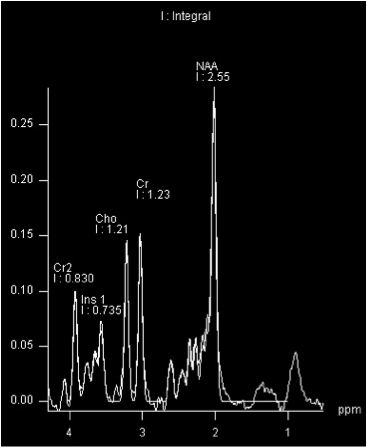 I : Integral
NAA
I : 2.55
0.25
0.20
Cr
I : 1.23
0.15
Cho
I : 1.21
Cr2
I : 0.830
0.10
Ins 1
I : 0.735
0.05
0.00
ppm
4 3 2 1